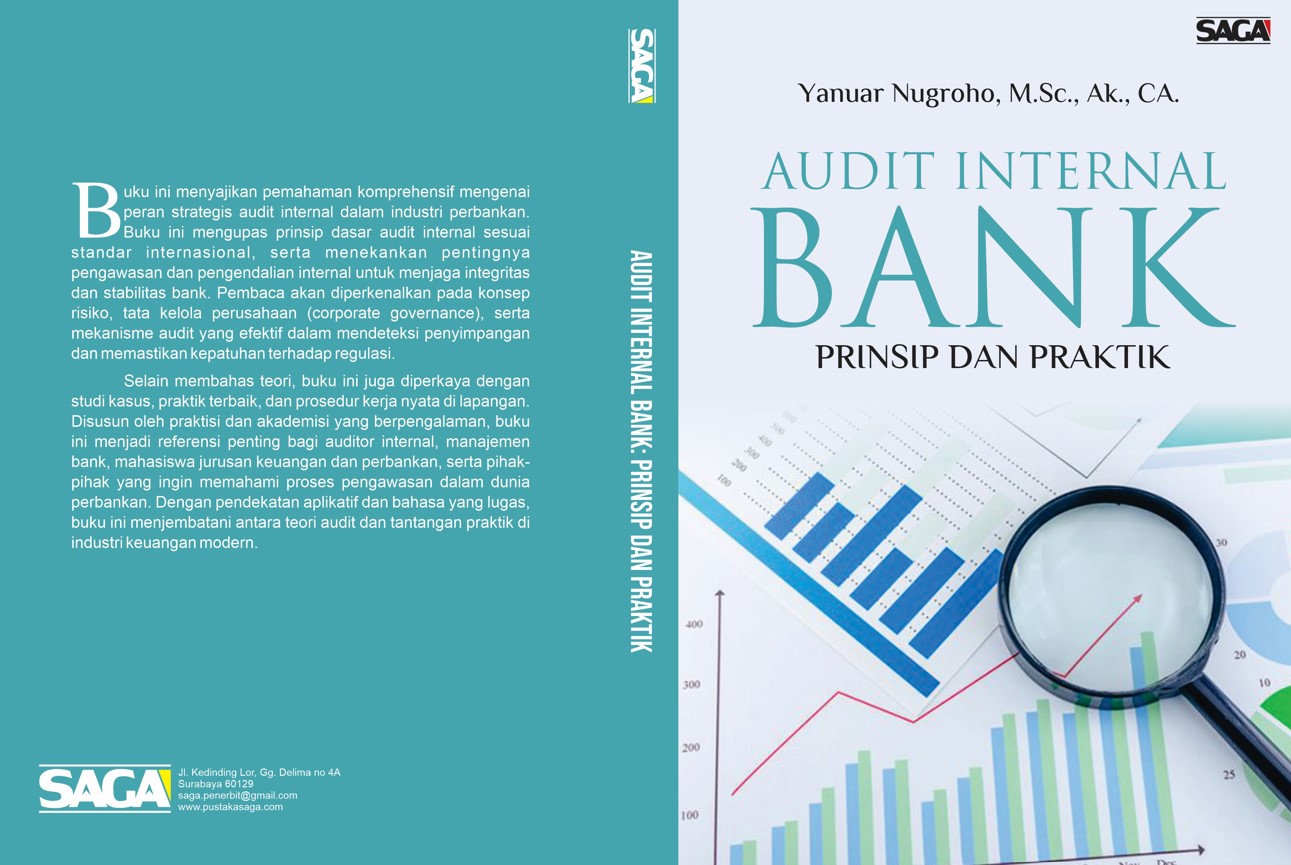 Buku ini menyajikan pemahaman komprehensif mengenai
peran strategis audit internal dalam industri perbankan.
Buku ini mengupas prinsip dasar audit internal sesuai
standar internasional, serta menekankan pentingnya
pengawasan dan pengendalian internal untuk menjaga integritas
dan stabilitas bank. Pembaca akan diperkenalkan pada konsep
risiko, tata kelola perusahaan (corporate governance), serta
mekanisme audit yang efektif dalam mendeteksi penyimpangan
dan memastikan kepatuhan terhadap regulasi.
Selain membahas teori, buku ini juga diperkaya dengan
studi kasus, praktik terbaik, dan prosedur kerja nyata di lapangan.
Disusun oleh praktisi dan akademisi yang berpengalaman, buku
ini menjadi referensi penting bagi auditor internal, manajemen
bank, mahasiswa jurusan keuangan dan perbankan, serta pihak-
pihak yang ingin memahami proses pengawasan dalam dunia
perbankan. Dengan pendekatan aplikatif dan bahasa yang lugas,
buku ini menjembatani antara teori audit dan tantangan praktik di
industri keuangan modern.
SAGA
Jl. Kedinding Lor, Gg. Delima no 4A
Surabaya 60129
saga.penerbit@gmail.com
www.pustakasaga.com
SAGA
AUDIT INTERNAL BANK: PRINSIP DAN PRAKTIK
SAGA
Yanuar Nugroho, M.Sc., Ak., CA.
AUDIT INTERNAL
BANK
PRINSIP DAN PRAKTIK
500
400
300
200
100
30
20
10
25
400
300
200
100
Nov
Dec